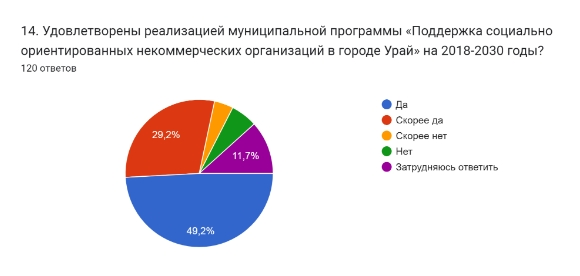 14. Удовлетворены реализацией муниципальной программы «Поддержка социально
ориентированных некоммерческих организаций в городе Урай» на 2018-2030 годы?
120 ответов
Да
Скорее да
Скорее нет
Нет
Затрудняюсь ответить
29,2%
11,7%
49,2%